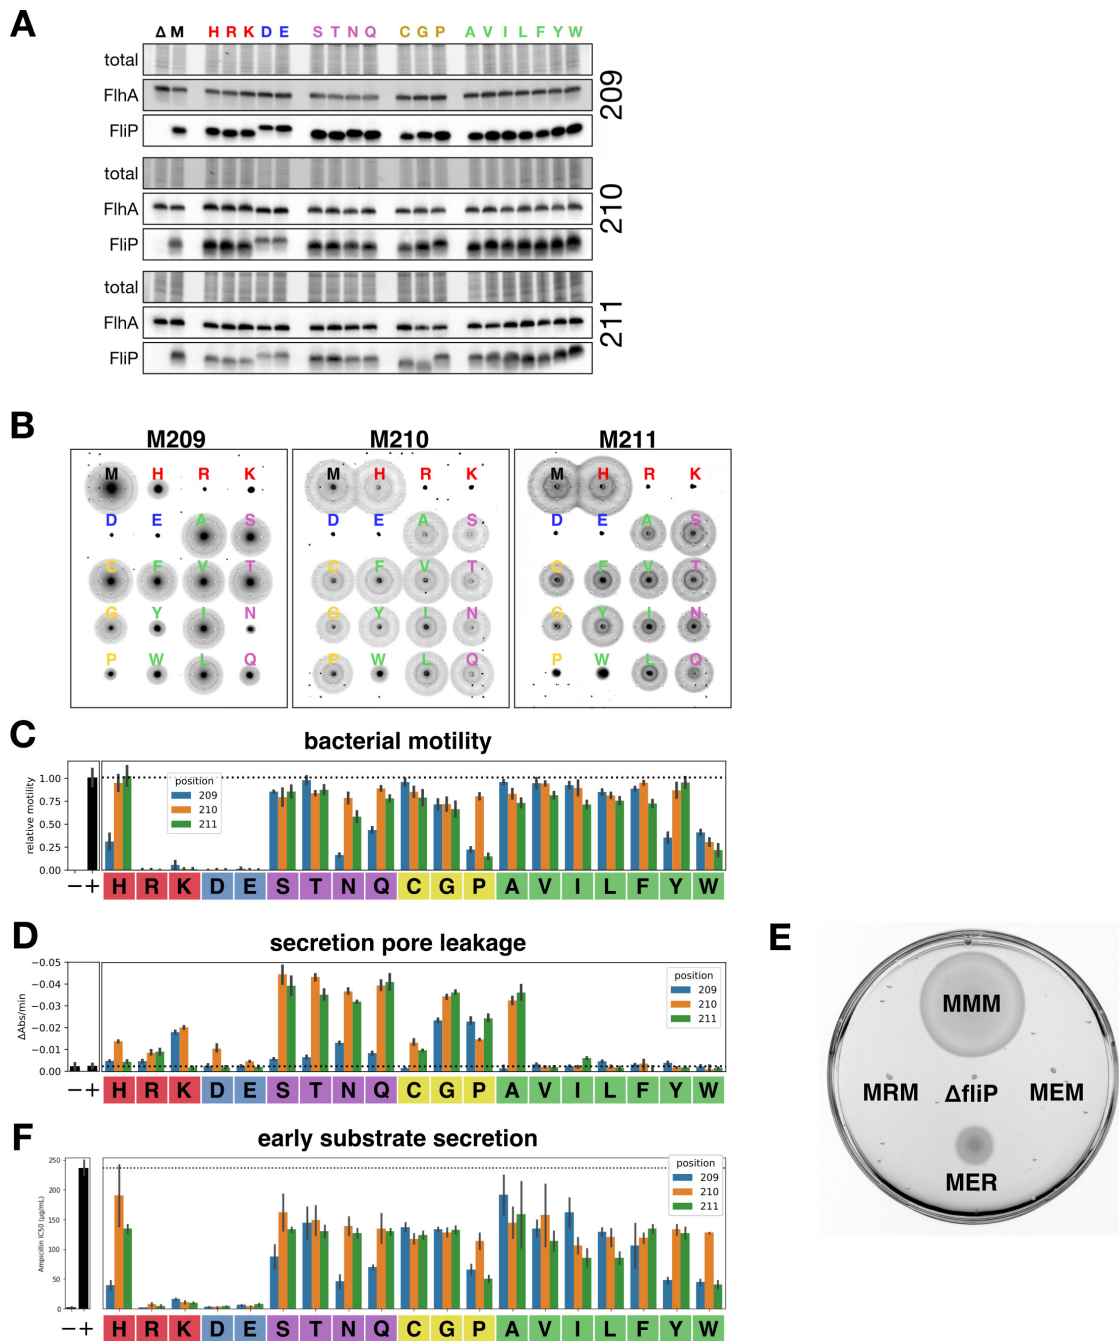 A
Δ M H R K D E S T N Q C G P A V I L F Y W
total
FlhA
FliP
209
total
FlhA
FliP
210
total
FlhA
FliP
211
B
M209 M210 M211
M H R K M H R K M H R K
D E A S D E A S D E A S
C F V T C F V T C F V T
G Y I N G Y I N G Y I N
P W L Q P W L Q P W L Q
C
bacterial motility
relative motility
1.00
0.75
0.50
0.25
0.00
position
209
210
211
− + H R K D E S T N Q C G P A V I L F Y W
D
secretion pore leakage
ΔAbs/min
−0.05
−0.04
−0.03
−0.02
−0.01
0.00
position
209
210
211
− + H R K D E S T N Q C G P A V I L F Y W
E
MMM
MRM ΔfliP MEM
MER
F
early substrate secretion
Ampicillin IC50 (µg/mL)
250
200
150
100
50
0
position
209
210
211
− + H R K D E S T N Q C G P A V I L F Y W